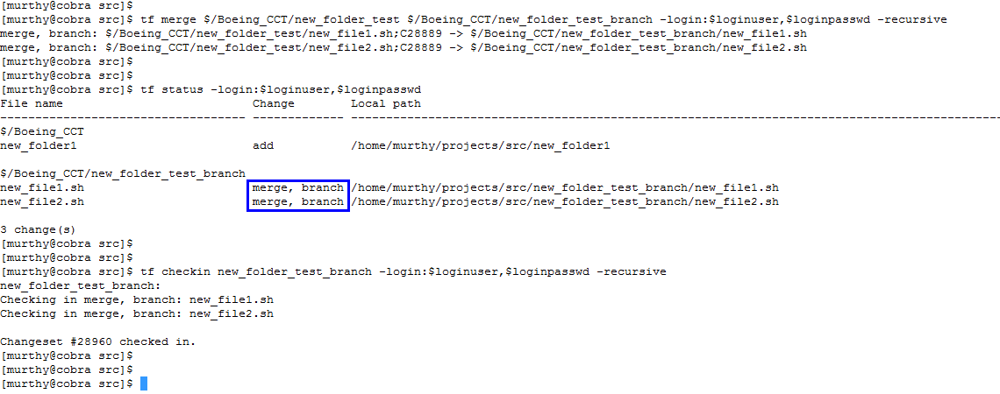 [murthy@cobra src]$
[murthy@cobra src]$ tf merge $/Boeing_CCT/new_folder_test $/Boeing_CCT/new_folder_test_branch -login:$loginuser,$loginpasswd -recursive
merge, branch: $/Boeing_CCT/new_folder_test/new_file1.sh;C28889 -> $/Boeing_CCT/new_folder_test_branch/new_file1.sh
merge, branch: $/Boeing_CCT/new_folder_test/new_file2.sh;C28889 -> $/Boeing_CCT/new_folder_test_branch/new_file2.sh
[murthy@cobra src]$
[murthy@cobra src]$
[murthy@cobra src]$ tf status -login:$loginuser,$loginpasswd
File name                           Change        Local path
----------------------------------- ------------- ---------------------------------------------------------------------------------------------
$/Boeing_CCT
new_folder1                         add           /home/murthy/projects/src/new_folder1

$/Boeing_CCT/new_folder_test_branch
new_file1.sh                        merge, branch /home/murthy/projects/src/new_folder_test_branch/new_file1.sh
new_file2.sh                        merge, branch /home/murthy/projects/src/new_folder_test_branch/new_file2.sh

3 change(s)
[murthy@cobra src]$
[murthy@cobra src]$
[murthy@cobra src]$ tf checkin new_folder_test_branch -login:$loginuser,$loginpasswd -recursive
new_folder_test_branch:
Checking in merge, branch: new_file1.sh
Checking in merge, branch: new_file2.sh

Changeset #28960 checked in.
[murthy@cobra src]$
[murthy@cobra src]$
[murthy@cobra src]$